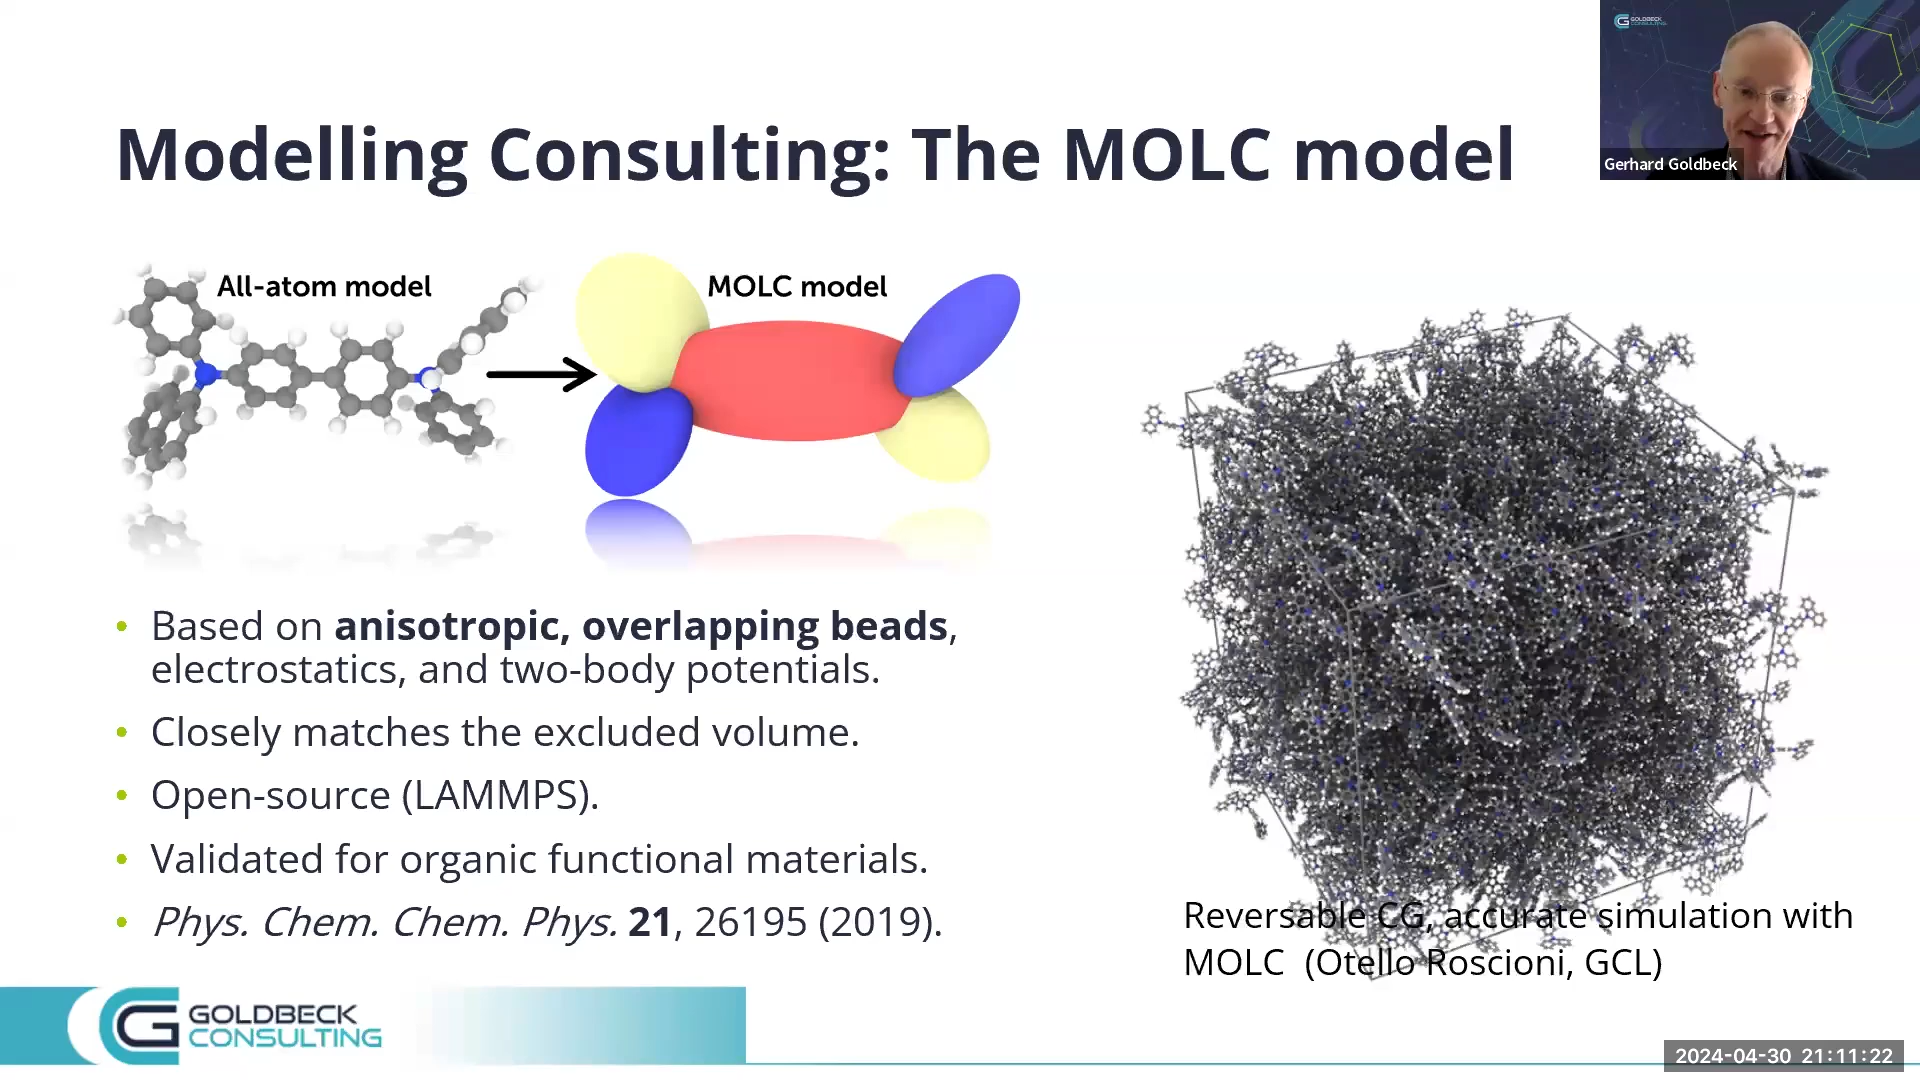 GOLDBECK
CONSULTING
Gerhard Goldbeck
Modelling Consulting: The MOLC model
All-atom model
MOLC model
• Based on anisotropic, overlapping beads,
electrostatics, and two-body potentials.
• Closely matches the excluded volume.
• Open-source (LAMMPS).
• Validated for organic functional materials.
• Phys. Chem. Chem. Phys. 21, 26195 (2019).
Reversable CG, accurate simulation with
MOLC (Otello Roscioni, GCL)
GOLDBECK
CONSULTING
2024-04-30 21:11:22